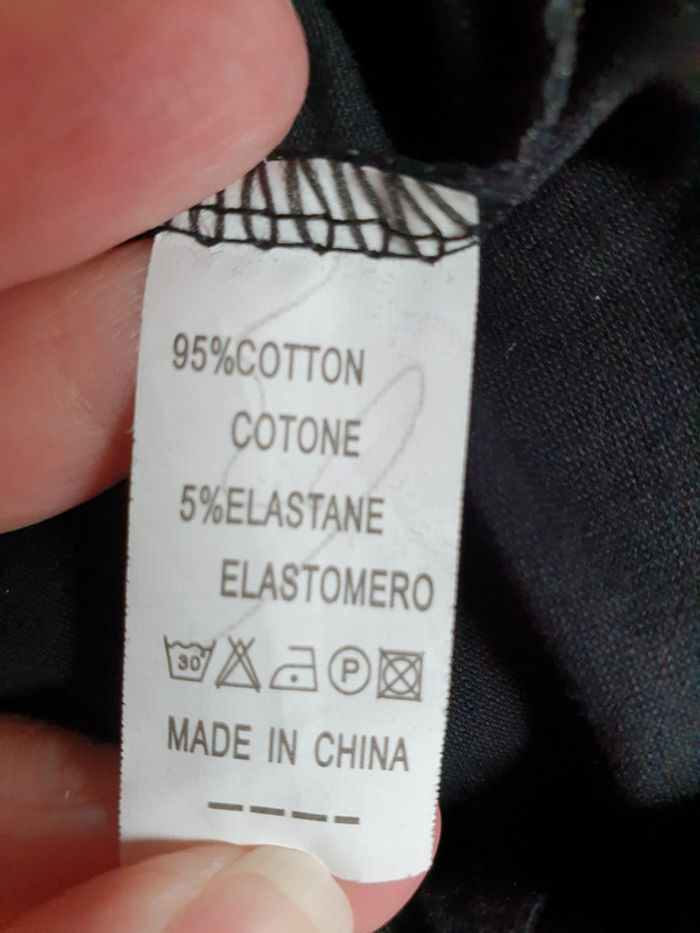 95%COTTON
COTONE
5%ELASTANE
ELASTOMERO
30 P
MADE IN CHINA